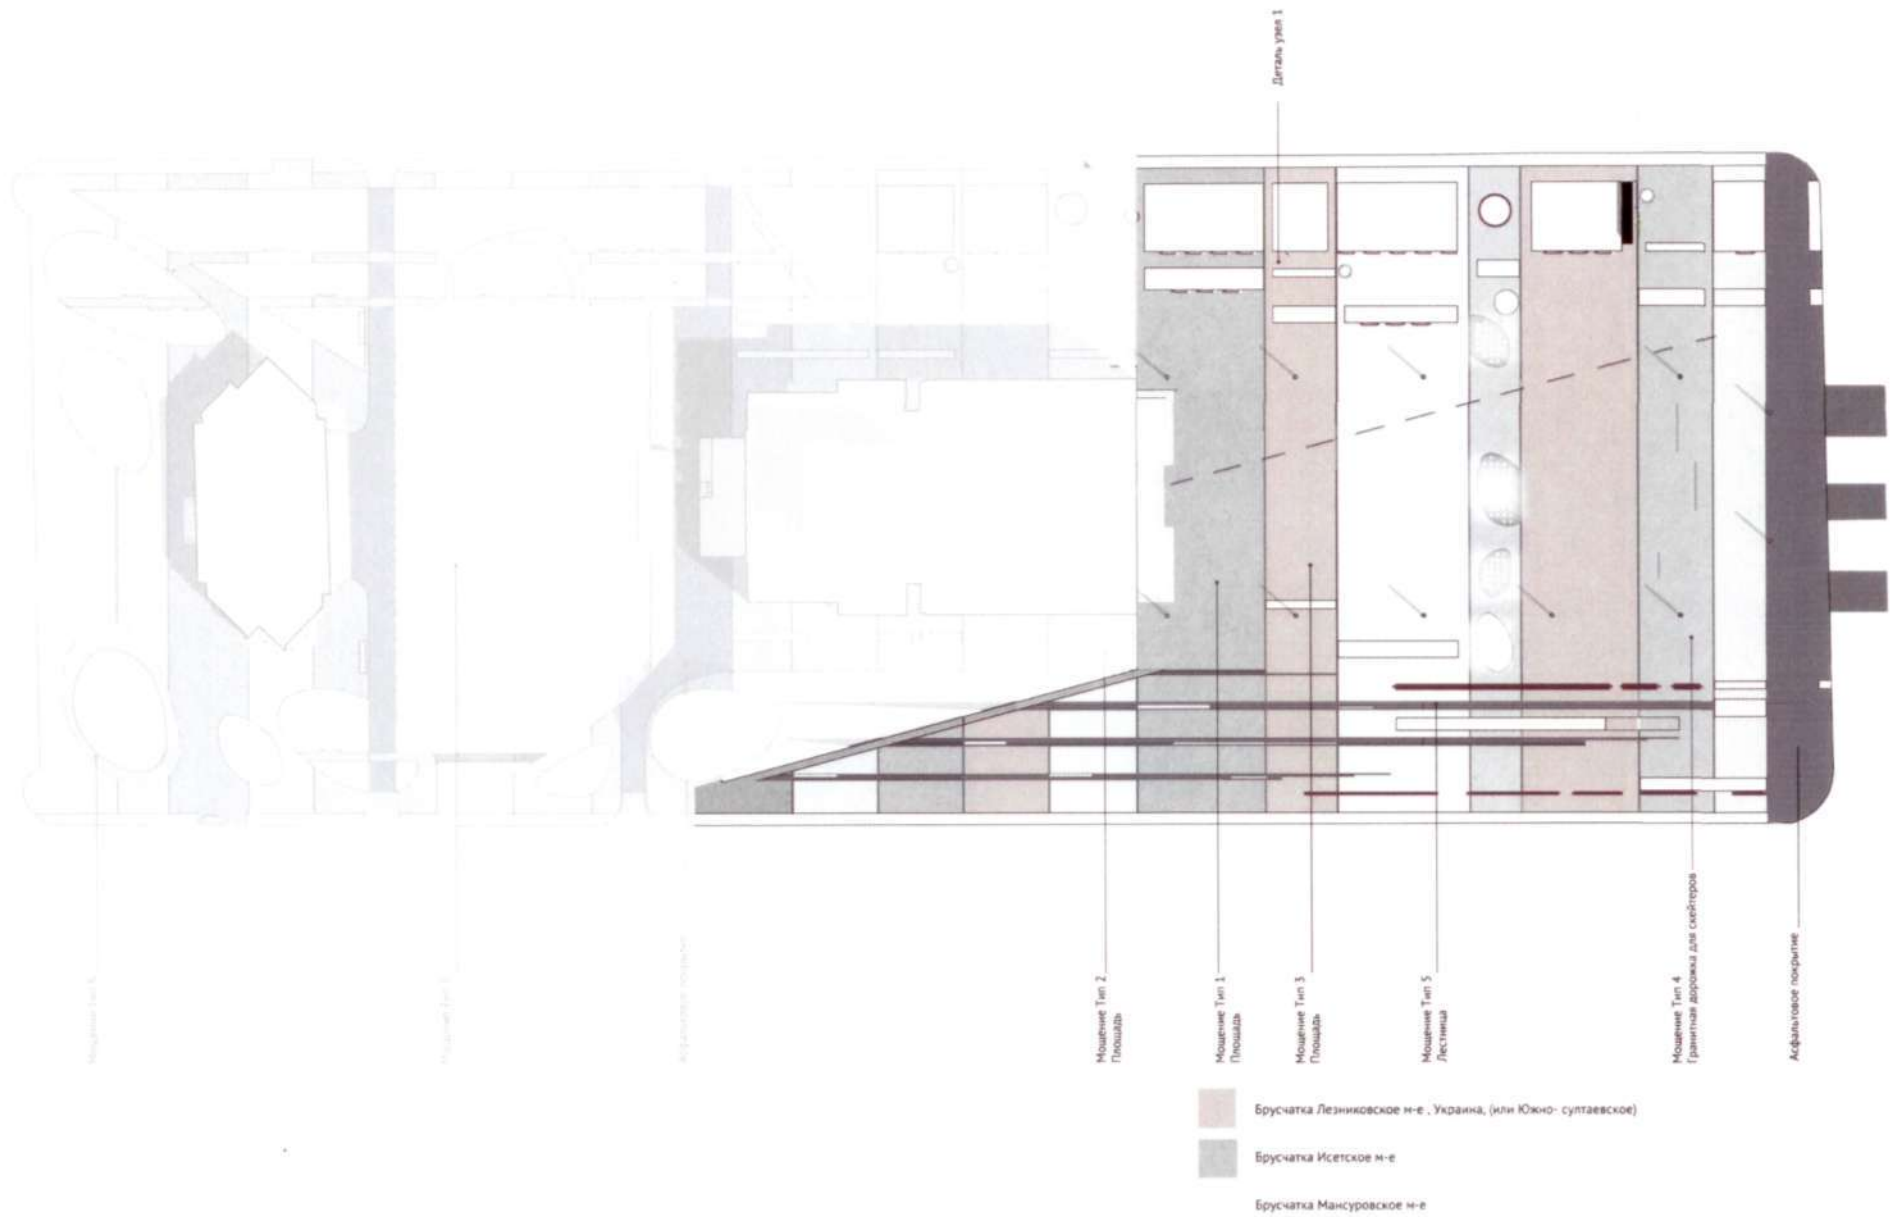 Деталь узел 1
Мощение Тип 2
Площадь
Мощение Тип 1
Площадь
Мощение Тип 3
Площадь
Мощение Тип 5
Лестница
Мощение Тип 4
Гранитная дорожка для скейтеров
Асфальтовое покрытие
Брусчатка Лезниковское м-е , Украина, (или Южно- султаевское)
Брусчатка Исетское м-е
Брусчатка Мансуровское м-е